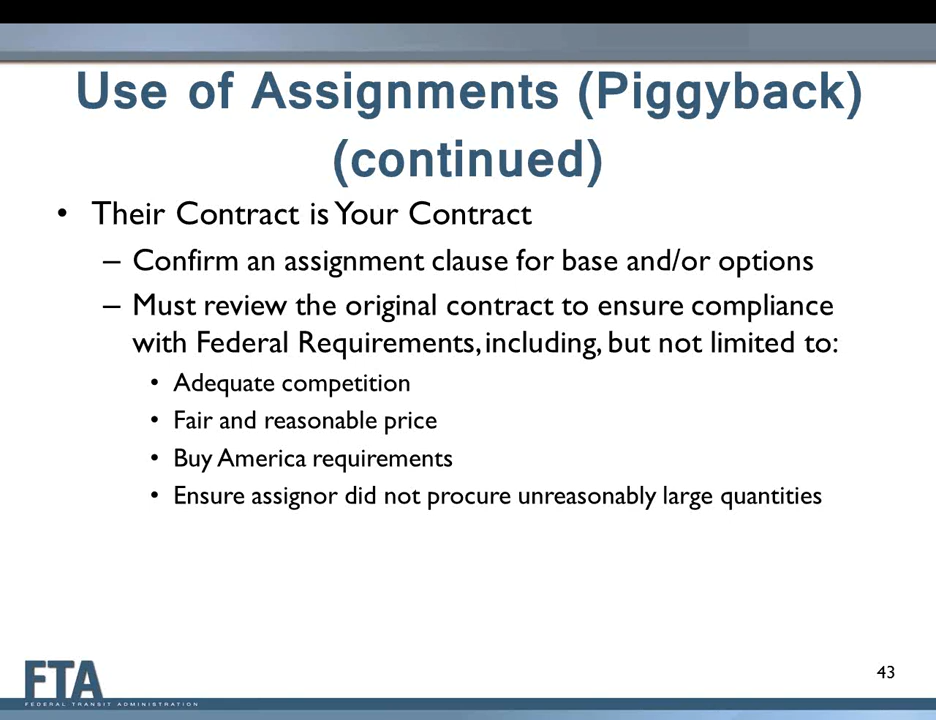 Use of Assignments (Piggyback)
(continued)
• Their Contract is Your Contract
– Confirm an assignment clause for base and/or options
– Must review the original contract to ensure compliance
with Federal Requirements, including, but not limited to:
• Adequate competition
• Fair and reasonable price
• Buy America requirements
• Ensure assignor did not procure unreasonably large quantities
43
FTA
FEDERAL TRANSIT ADMINISTRATION